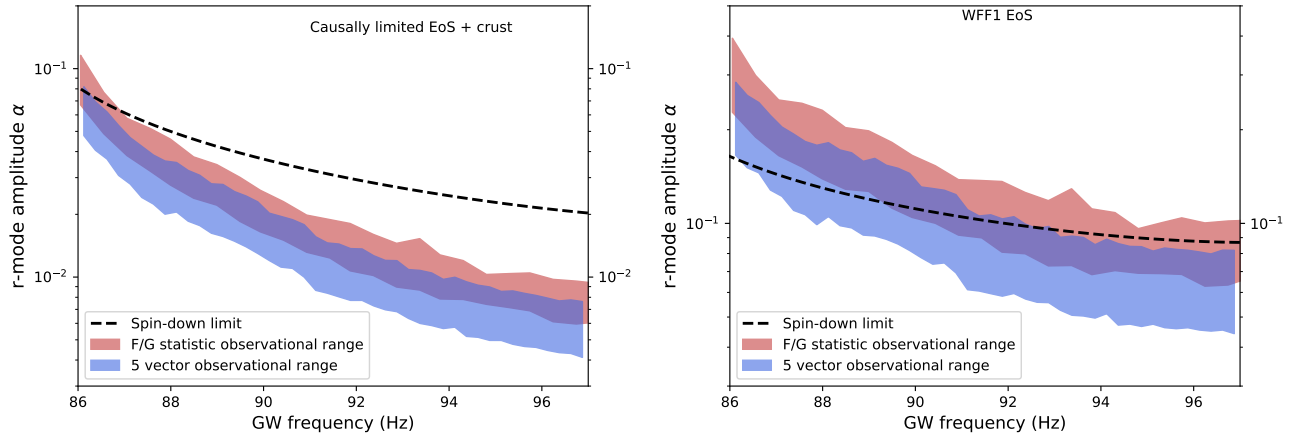 Causally limited EoS + crust
10⁻¹
10⁻¹
r-mode amplitude α
10⁻²
10⁻²
Spin-down limit
F/G statistic observational range
5 vector observational range
86
88
90
92
94
96
GW frequency (Hz)
WFF1 EoS
r-mode amplitude α
10⁻¹
10⁻¹
Spin-down limit
F/G statistic observational range
5 vector observational range
86
88
90
92
94
96
GW frequency (Hz)